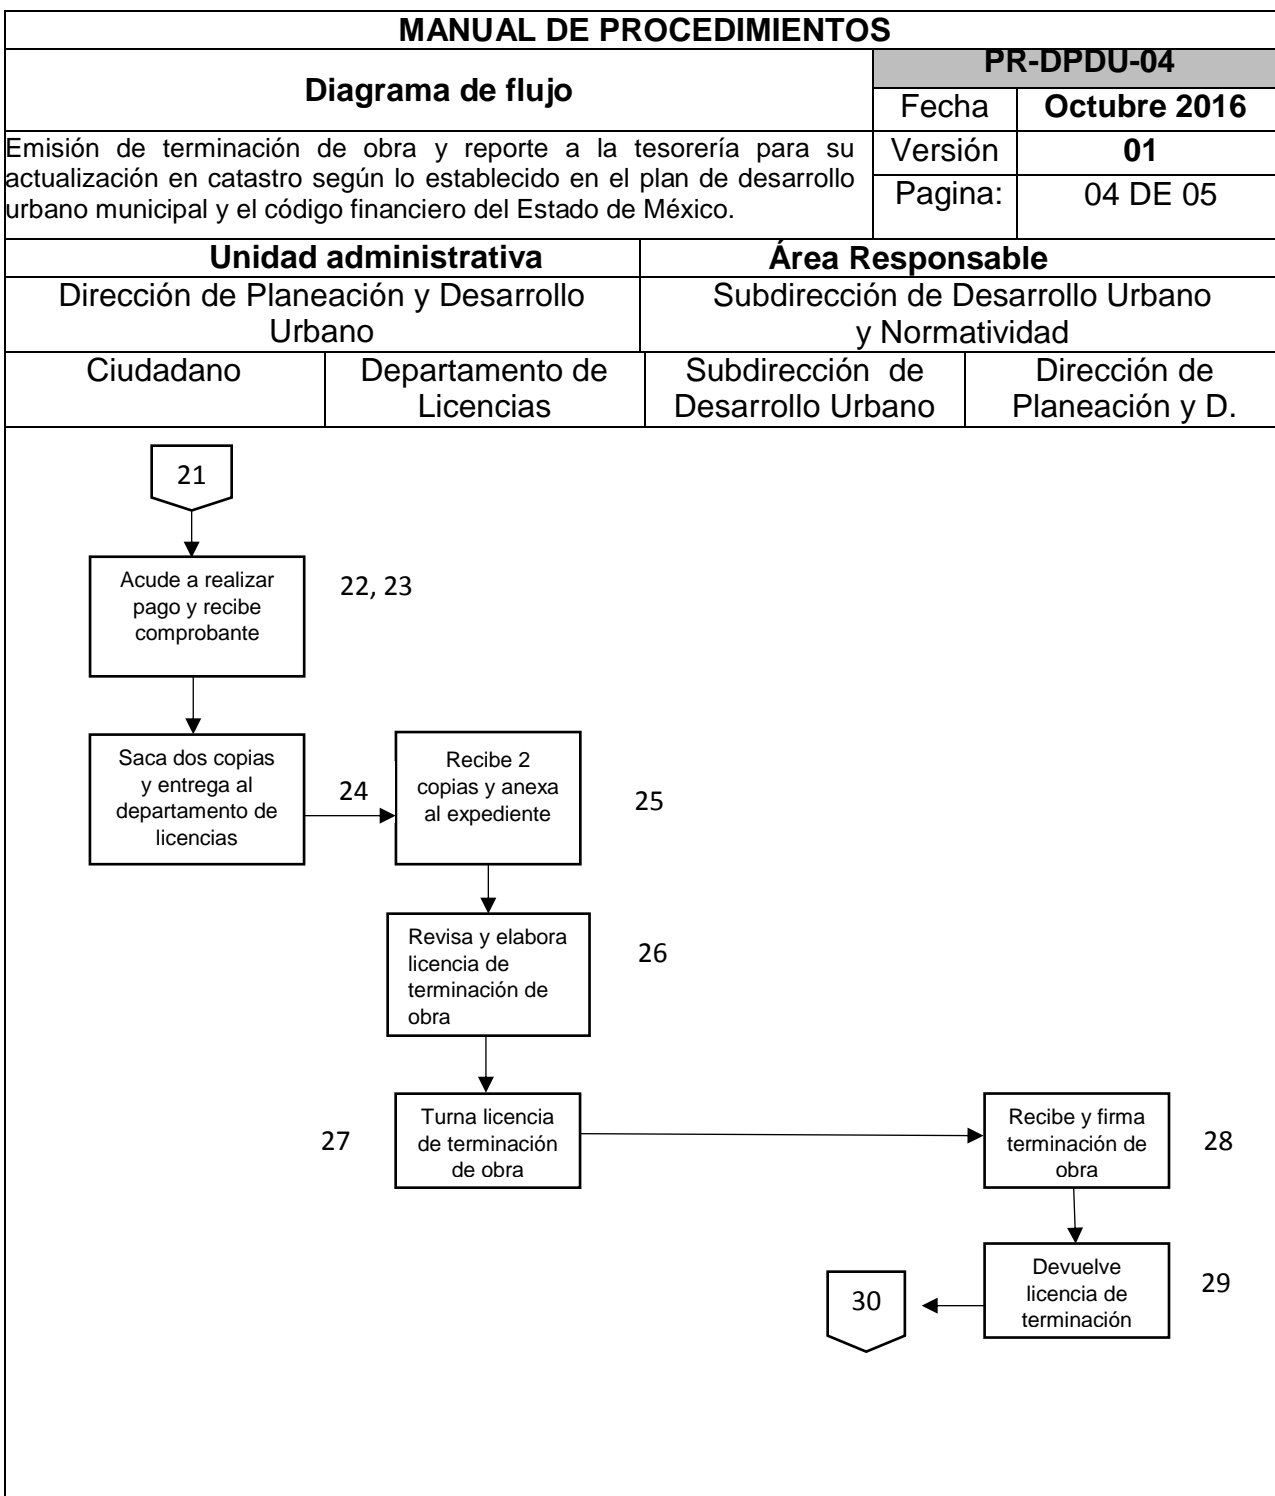 MANUAL DE PROCEDIMIENTOS
Diagrama de flujo
PR-DPDU-04
Fecha
Octubre 2016
Emisión de terminación de obra y reporte a la tesorería para su
actualización en catastro según lo establecido en el plan de desarrollo
urbano municipal y el código financiero del Estado de México.
Versión
01
Pagina:
04 DE 05
Unidad administrativa
Área Responsable
Dirección de Planeación y Desarrollo
Urbano
Subdirección de Desarrollo Urbano
y Normatividad
Ciudadano
Departamento de
Licencias
Subdirección de
Desarrollo Urbano
Dirección de
Planeación y D.
21
Acude a realizar
pago y recibe
comprobante
22, 23
Saca dos copias
y entrega al
departamento de
licencias
24
Recibe 2
copias y anexa
al expediente
25
Revisa y elabora
licencia de
terminación de
obra
26
27
Turna licencia
de terminación
de obra
Recibe y firma
terminación de
obra
28
Devuelve
licencia de
terminación
29
30